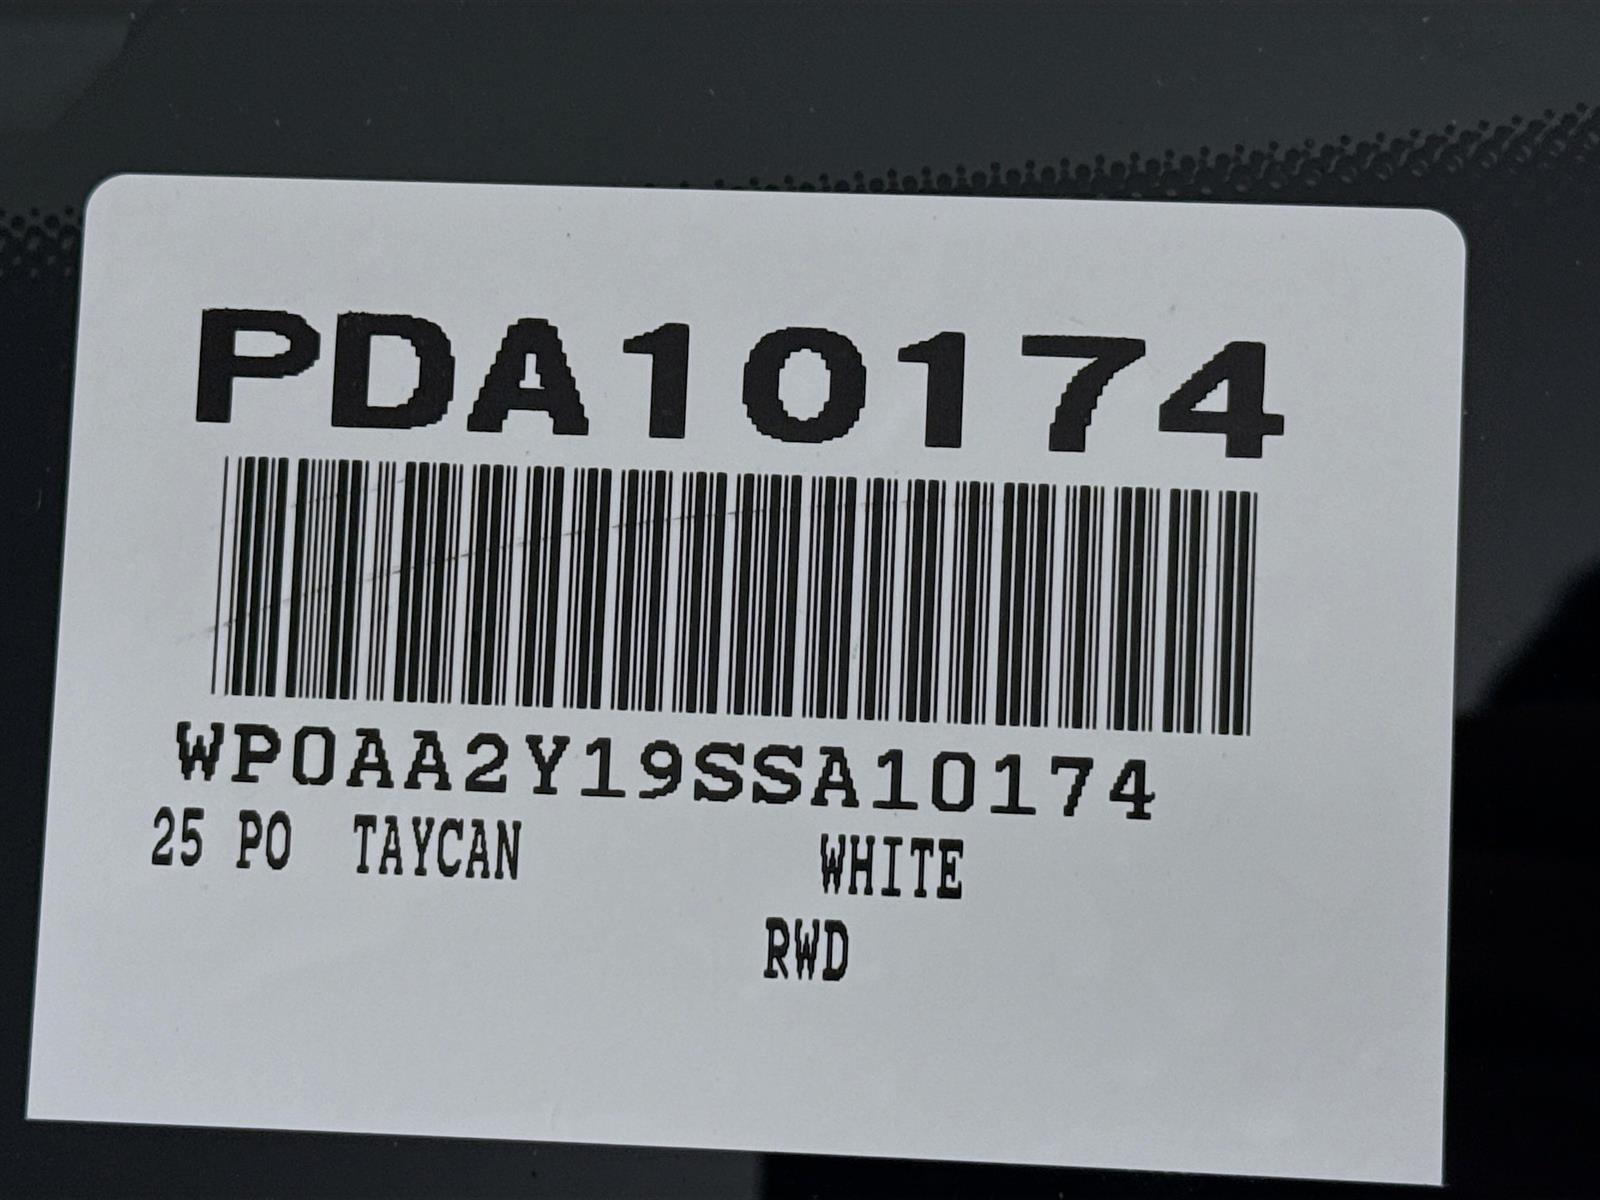 PDA10174
WP0AA2Y19SSA10174
25 PO TAYCAN WHITE
RWD